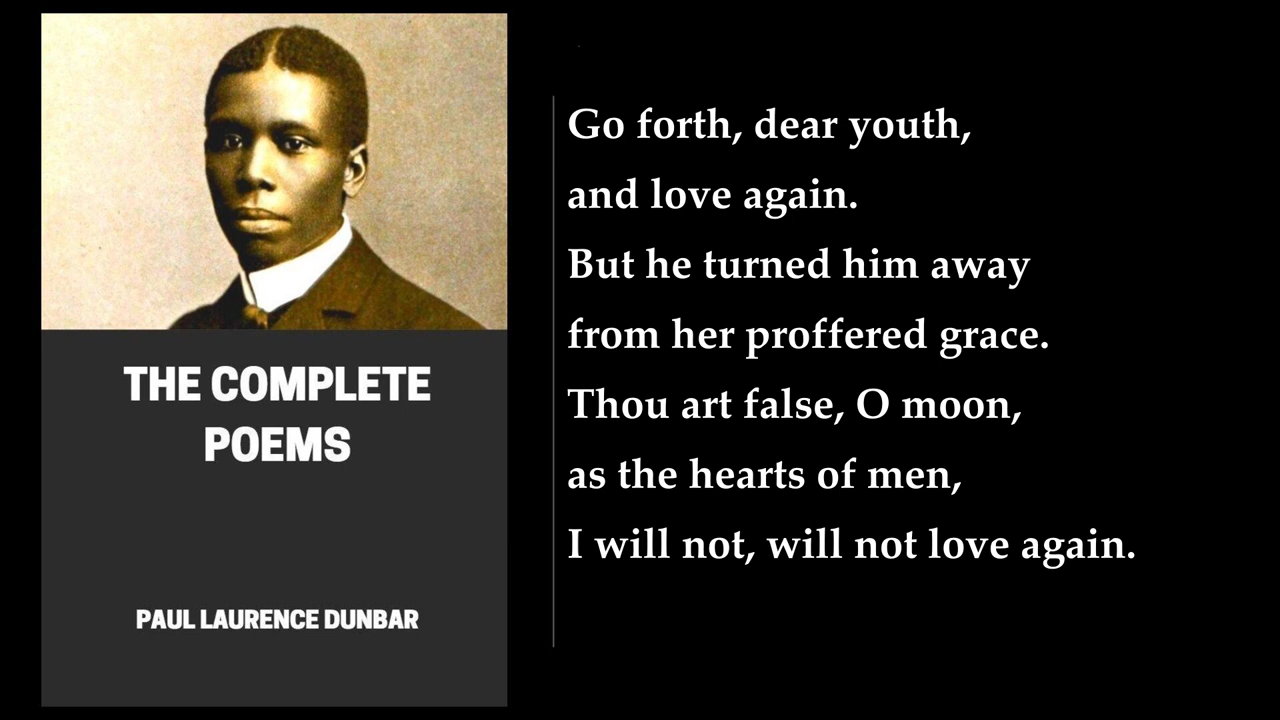 THE COMPLETE
POEMS
PAUL LAURENCE DUNBAR
Go forth, dear youth,
and love again.
But he turned him away
from her proffered grace.
Thou art false, O moon,
as the hearts of men,
I will not, will not love again.